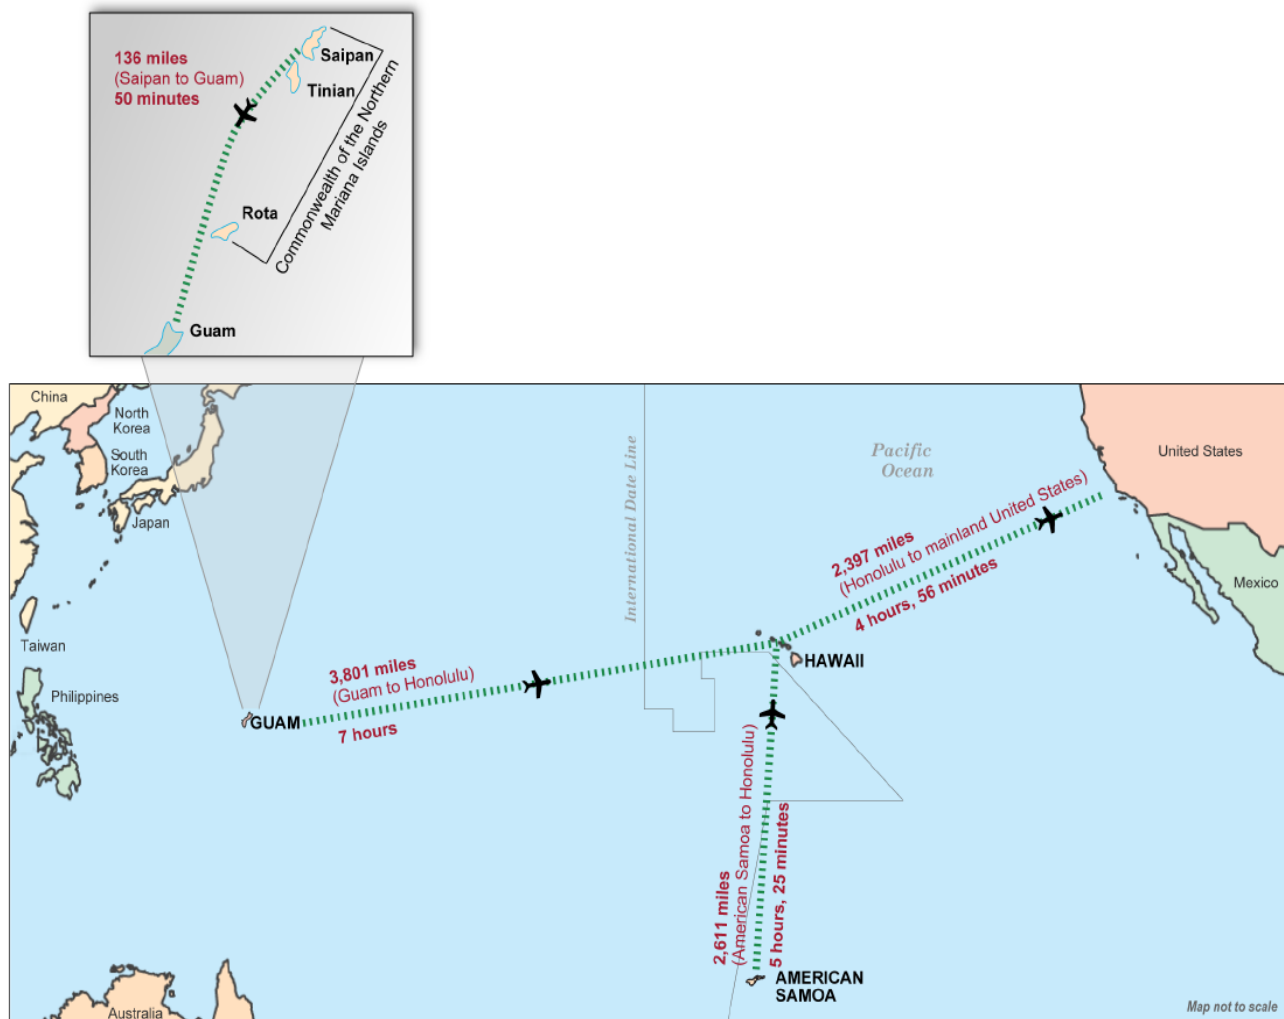 136 miles
(Saipan to Guam)
50 minutes
Saipan
Tinian
Commonwealth of the Northern
Mariana Islands
Rota
Guam
China
North
Korea
South
Korea
Japan
Taiwan
Philippines
International Date Line
Pacific
Ocean
United States
Mexico
2,397 miles
(Honolulu to mainland United States)
4 hours, 56 minutes
HAWAII
3,801 miles
(Guam to Honolulu)
7 hours
GUAM
2,611 miles
(American Samoa to Honolulu)
5 hours, 25 minutes
AMERICAN
SAMOA
Australia
Map not to scale